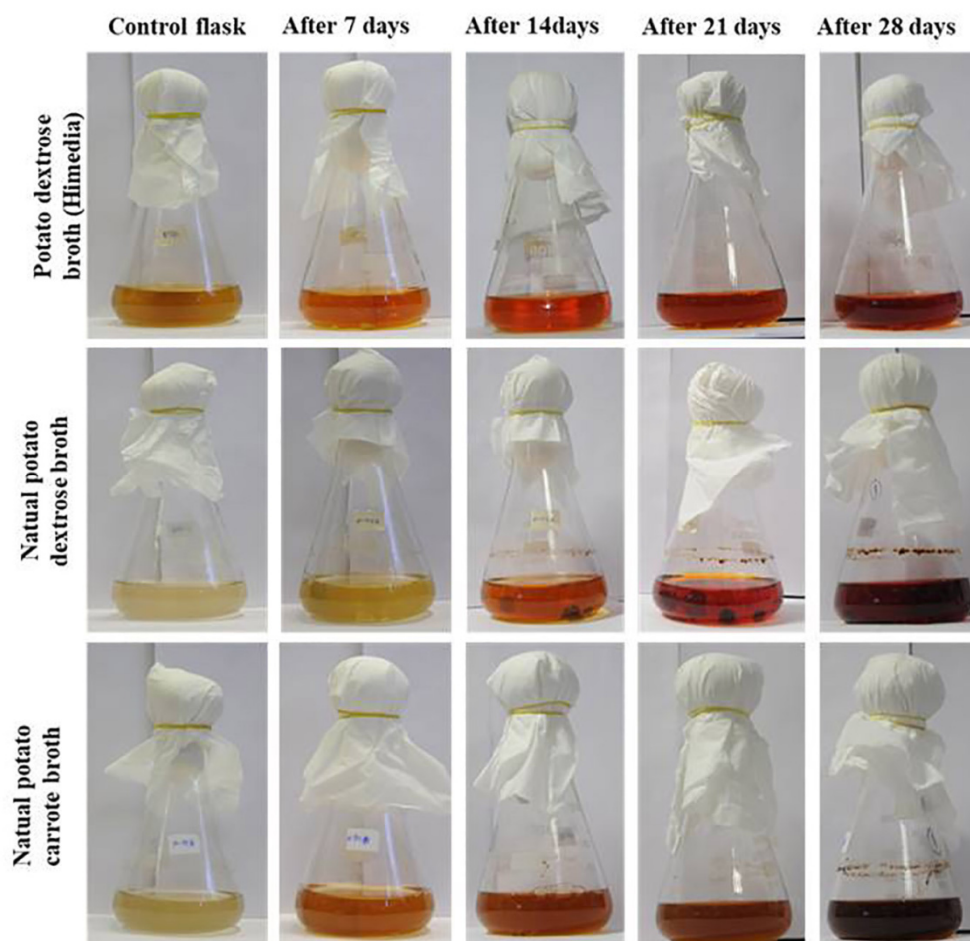 Control flask
After 7 days
After 14days
After 21 days
After 28 days
Potato dextrose
broth (Himedia)
Natual potato
dextrose broth
Natual potato
carrote broth